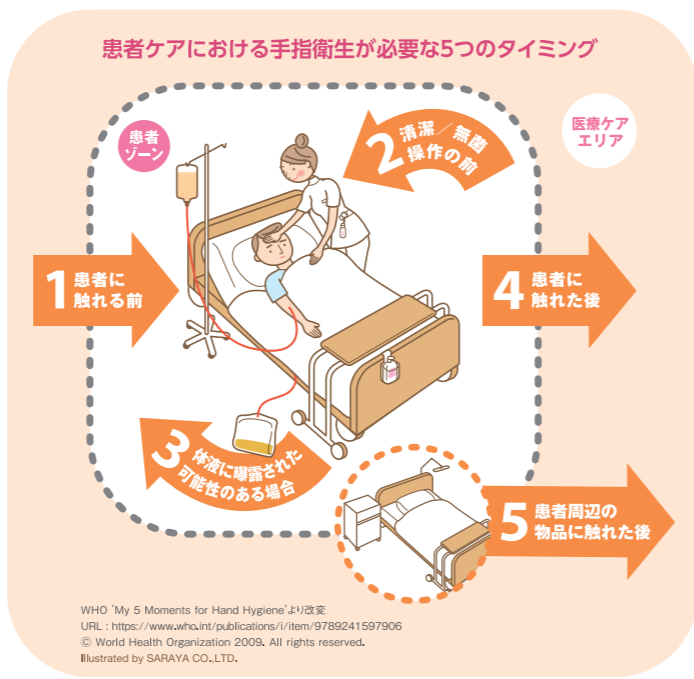 患者ケアにおける手指衛生が必要な5つのタイミング
患者
ゾーン
医療ケア
エリア
1 患者に
触れる前
2 清潔／無菌
操作の前
3 体液に曝露された
可能性のある場合
4 患者に
触れた後
5 患者周辺の
物品に触れた後
WHO 'My 5 Moments for Hand Hygiene'より改変
URL : https://www.who.int/publications/i/item/9789241597906
© World Health Organization 2009. All rights reserved.
Illustrated by SARAYA CO.,LTD.